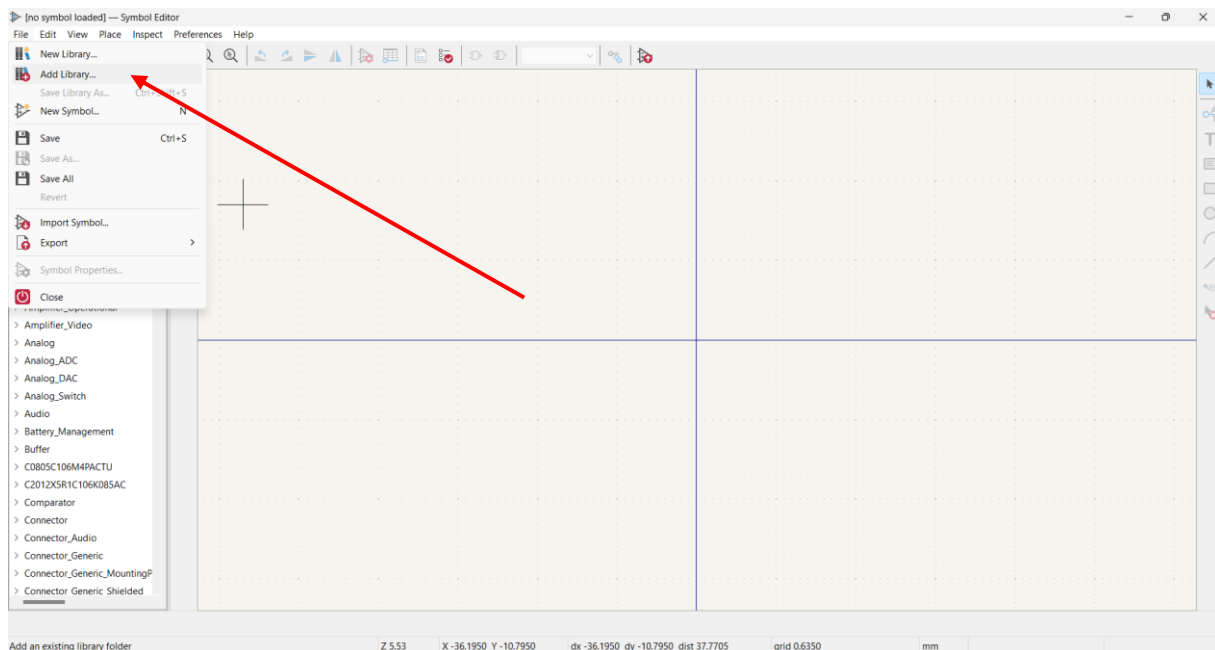 [no symbol loaded] — Symbol Editor
File Edit View Place Inspect Preferences Help
New Library...
Add Library...
Save Library As... Ctrl+Shift+S
New Symbol... N
Save Ctrl+S
Save As...
Save All
Revert
Import Symbol...
Export
Symbol Properties...
Close
Amplifier_Operational
Amplifier_Video
Analog
Analog_ADC
Analog_DAC
Analog_Switch
Audio
Battery_Management
Buffer
C0805C106M4PACTU
C2012X5R1C106K085AC
Comparator
Connector
Connector_Audio
Connector_Generic
Connector_Generic_MountingP
Connector Generic Shielded
Add an existing library folder Z 5.53 X -36.1950 Y -10.7950 dx -36.1950 dy -10.7950 dist 37.7705 grid 0.6350 mm